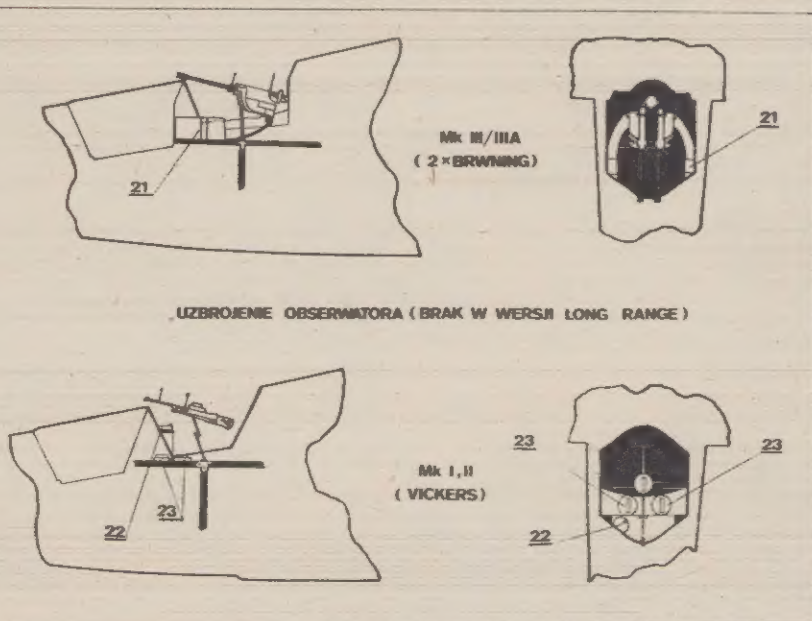 Mk III/IIIA
21
( 2 × BRWNING)
21
UZBROJENIE OBSERWATORA ( BRAK W WERSJI LONG RANGE )
23
23
Mk I,II
( VICKERS)
22
23
22